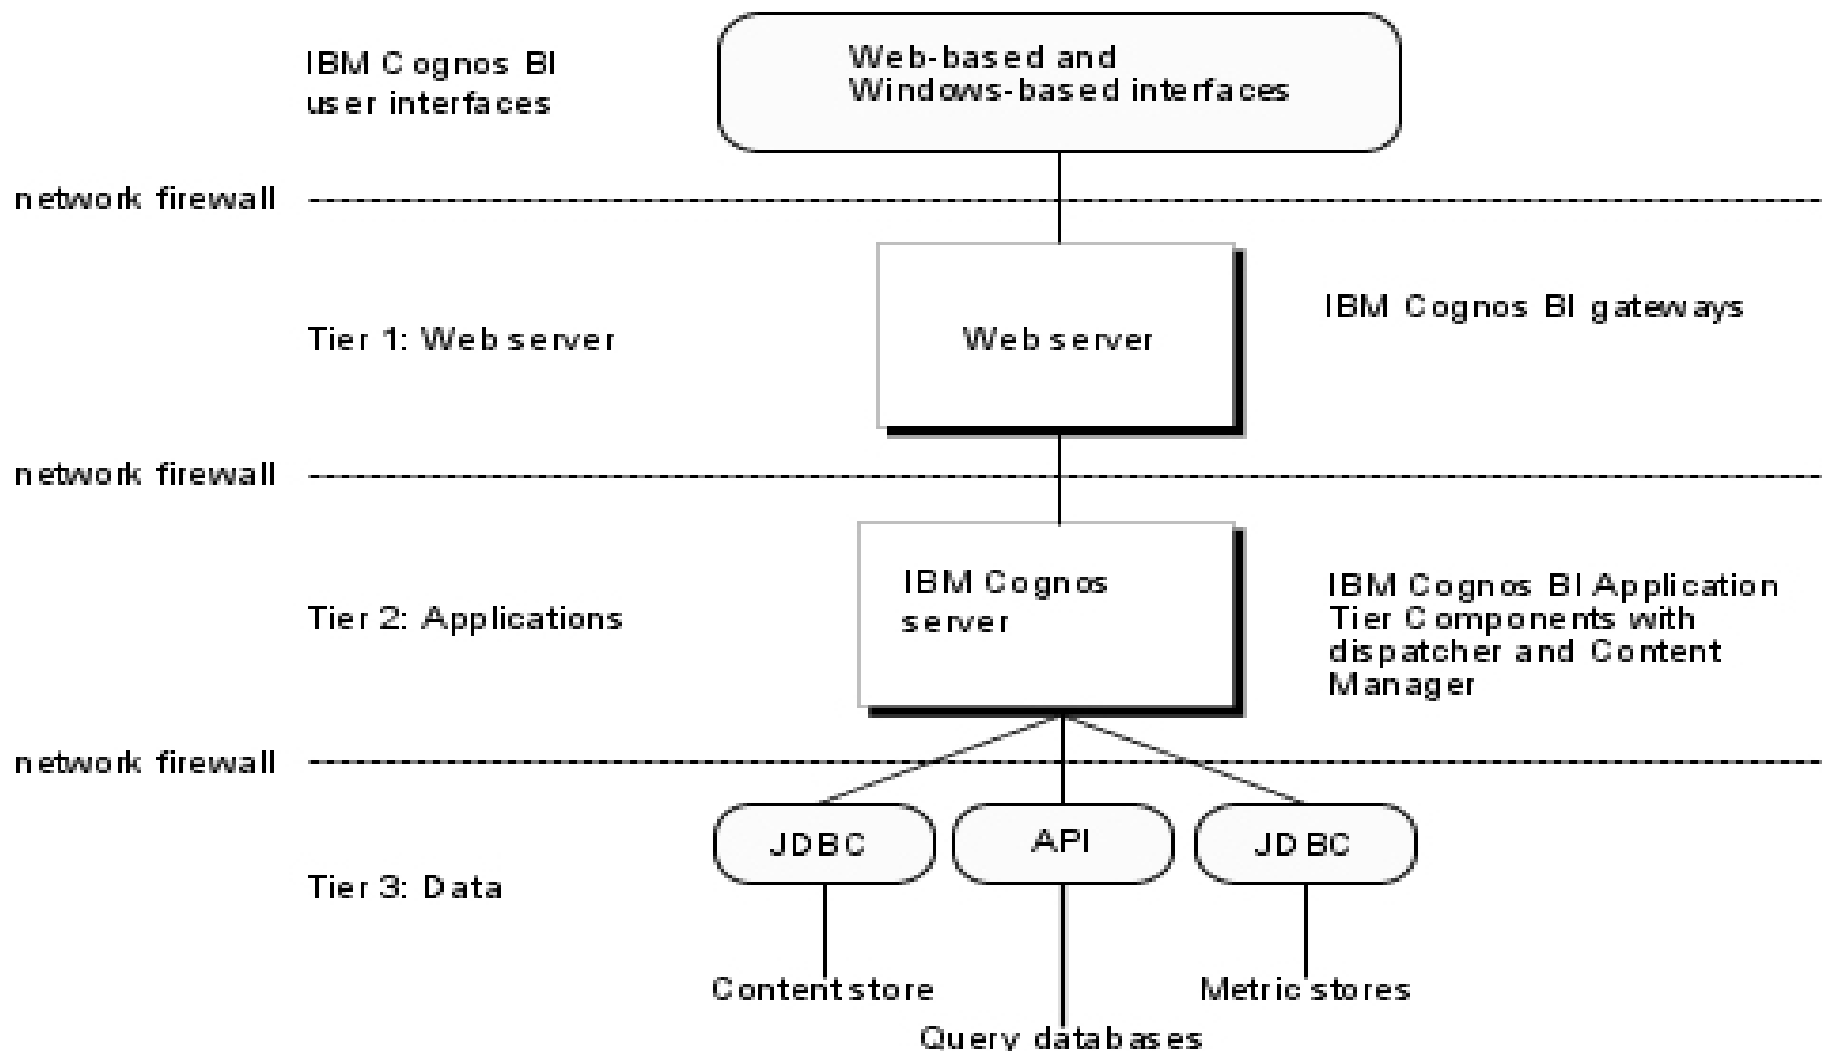 IBM Cognos BI
user interfaces
Web-based and
Windows-based interfaces
network firewall
Tier 1: Web server
Web server
IBM Cognos BI gateways
network firewall
Tier 2: Applications
IBM Cognos
server
IBM Cognos BI Application
Tier Components with
dispatcher and Content
Manager
network firewall
JDBC
API
JDBC
Tier 3: Data
Content store
Metric stores
Query databases